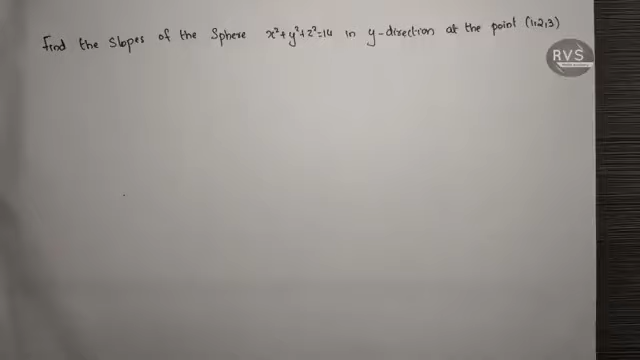 Find the Slopes of the Sphere x²+y²+z²=14 in y-direction at the point (1,2,3)
RVS